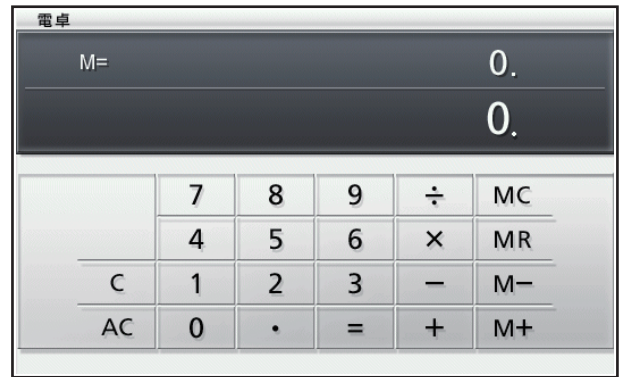 電卓
M= 0.
0.
7 8 9 ÷ MC
4 5 6 × MR
C 1 2 3 − M−
AC 0 · = + M+